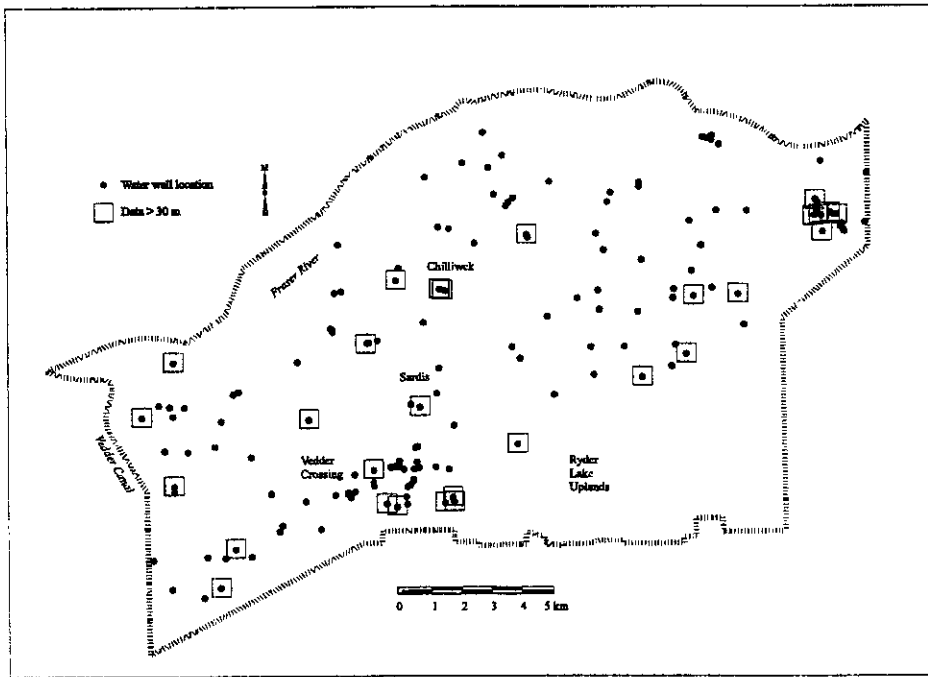 Water well location
Data > 30 m
N
Fraser River
Chilliwack
Sardis
Vedder
Crossing
Ryder
Lake
Uplands
Vedder Canal
0 1 2 3 4 5 km